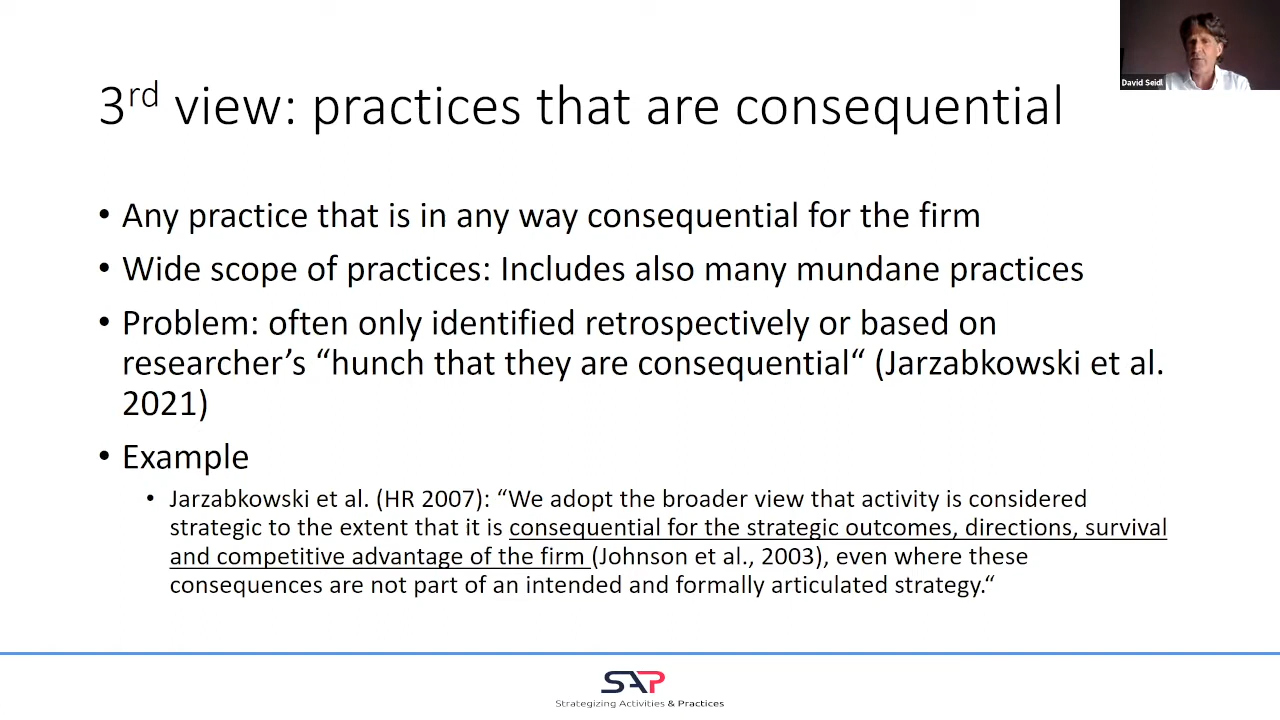 David Seidl
3rd view: practices that are consequential
• Any practice that is in any way consequential for the firm
• Wide scope of practices: Includes also many mundane practices
• Problem: often only identified retrospectively or based on
researcher’s “hunch that they are consequential“ (Jarzabkowski et al.
2021)
• Example
• Jarzabkowski et al. (HR 2007): “We adopt the broader view that activity is considered
strategic to the extent that it is consequential for the strategic outcomes, directions, survival
and competitive advantage of the firm (Johnson et al., 2003), even where these
consequences are not part of an intended and formally articulated strategy.“
SAP
Strategizing Activities & Practices